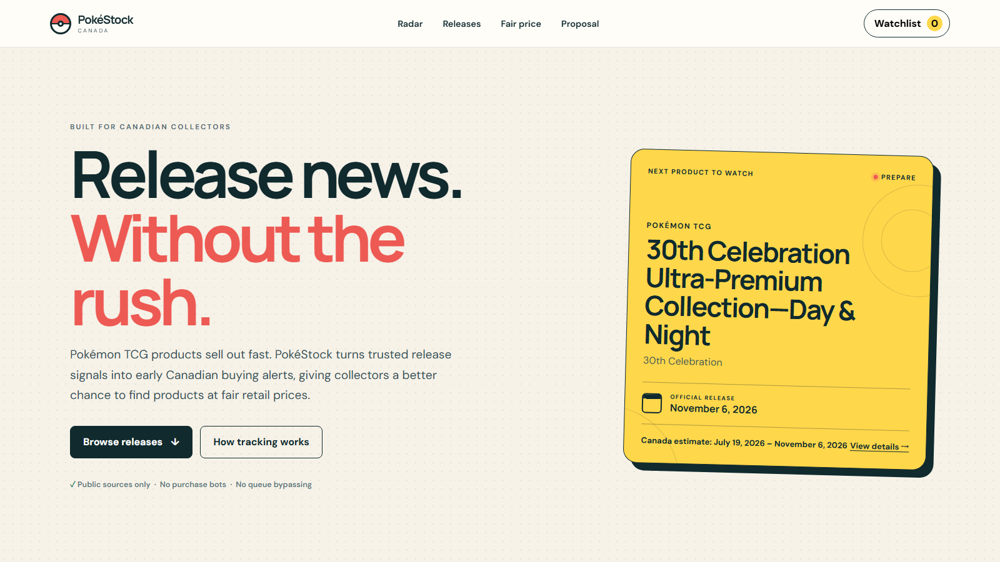 PokéStock
CANADA
Radar
Releases
Fair price
Proposal
Watchlist 0
BUILT FOR CANADIAN COLLECTORS
Release news.
Without the
rush.
Pokémon TCG products sell out fast. PokéStock turns trusted release
signals into early Canadian buying alerts, giving collectors a better
chance to find products at fair retail prices.
Browse releases ↓
How tracking works
✓ Public sources only · No purchase bots · No queue bypassing
NEXT PRODUCT TO WATCH
PREPARE
POKÉMON TCG
30th Celebration
Ultra-Premium
Collection—Day &
Night
30th Celebration
OFFICIAL RELEASE
November 6, 2026
Canada estimate: July 19, 2026 – November 6, 2026
View details →